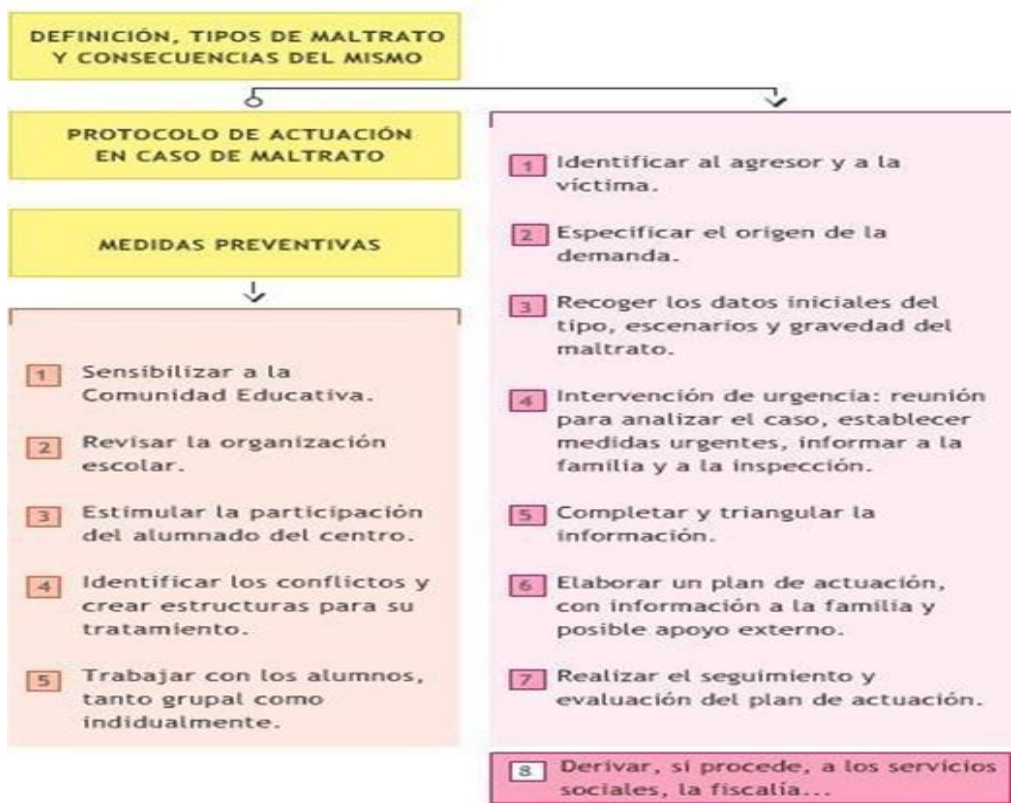 DEFINICIÓN, TIPOS DE MALTRATO
Y CONSECUENCIAS DEL MISMO
PROTOCOLO DE ACTUACIÓN
EN CASO DE MALTRATO
MEDIDAS PREVENTIVAS
1 Sensibilizar a la
Comunidad Educativa.
2 Revisar la organización
escolar.
3 Estimular la participación
del alumnado del centro.
4 Identificar los conflictos y
crear estructuras para su
tratamiento.
5 Trabajar con los alumnos,
tanto grupal como
indidualmente.
1 Identificar al agresor y a la
víctima.
2 Especificar el origen de la
demanda.
3 Recoger los datos iniciales del
tipo, escenarios y gravedad del
maltrato.
4 Intervención de urgencia: reunión
para analizar el caso, establecer
medidas urgentes, informar a la
familia y a la inspección.
5 Completar y triangular la
información.
6 Elaborar un plan de actuación,
con información a la familia y
posible apoyo externo.
7 Realizar el seguimiento y
evaluación del plan de actuación.
8 Derivar, si procede, a los servicios
sociales, la fiscalía...